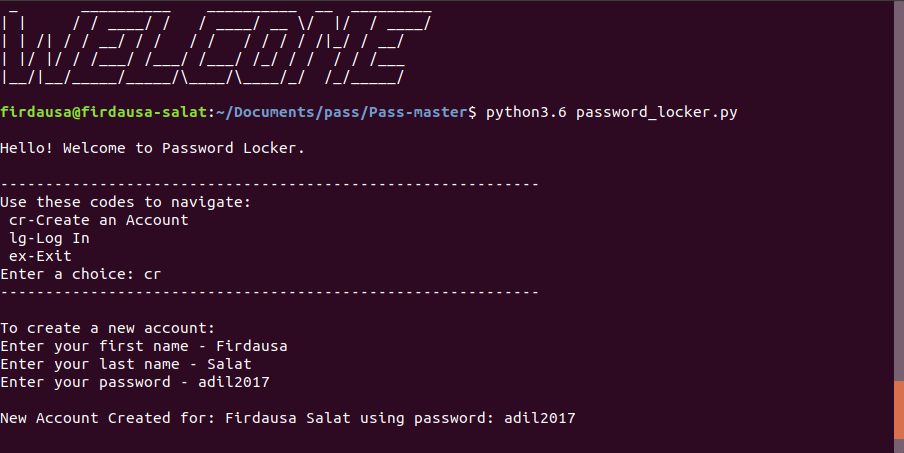 WELCOME
firdausa@firdausa-salat:~/Documents/pass/Pass-master$ python3.6 password_locker.py
Hello! Welcome to Password Locker.
------------------------------------------------------------
Use these codes to navigate:
 cr-Create an Account
 lg-Log In
 ex-Exit
Enter a choice: cr
------------------------------------------------------------
To create a new account:
Enter your first name - Firdausa
Enter your last name - Salat
Enter your password - adil2017
New Account Created for: Firdausa Salat using password: adil2017